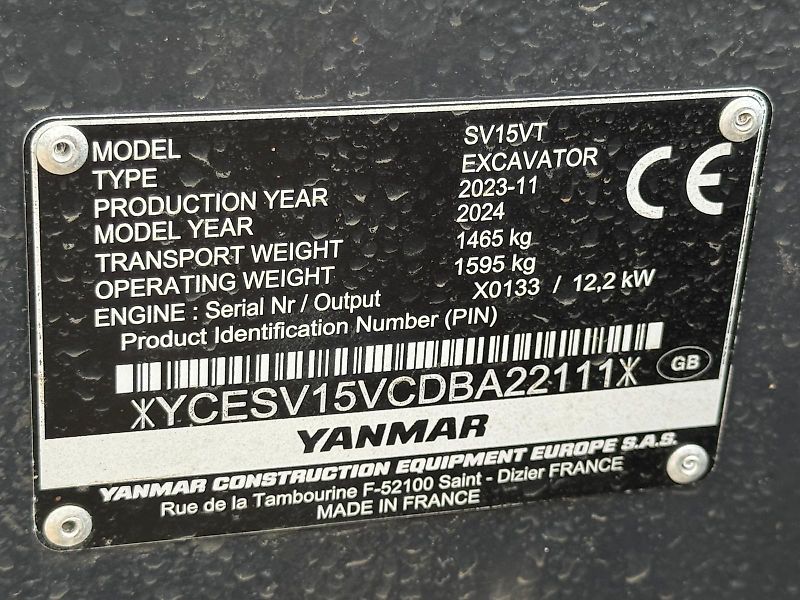 MODEL SV15VT
TYPE EXCAVATOR
PRODUCTION YEAR 2023-11
MODEL YEAR 2024
TRANSPORT WEIGHT 1465 kg
OPERATING WEIGHT 1595 kg
ENGINE : Serial Nr / Output X0133 / 12,2 kW
Product Identification Number (PIN)
CE
GB
⁎YCESV15VCDBA22111⁎
YANMAR
YANMAR CONSTRUCTION EQUIPMENT EUROPE S.A.S.
Rue de la Tambourine F-52100 Saint - Dizier FRANCE
MADE IN FRANCE